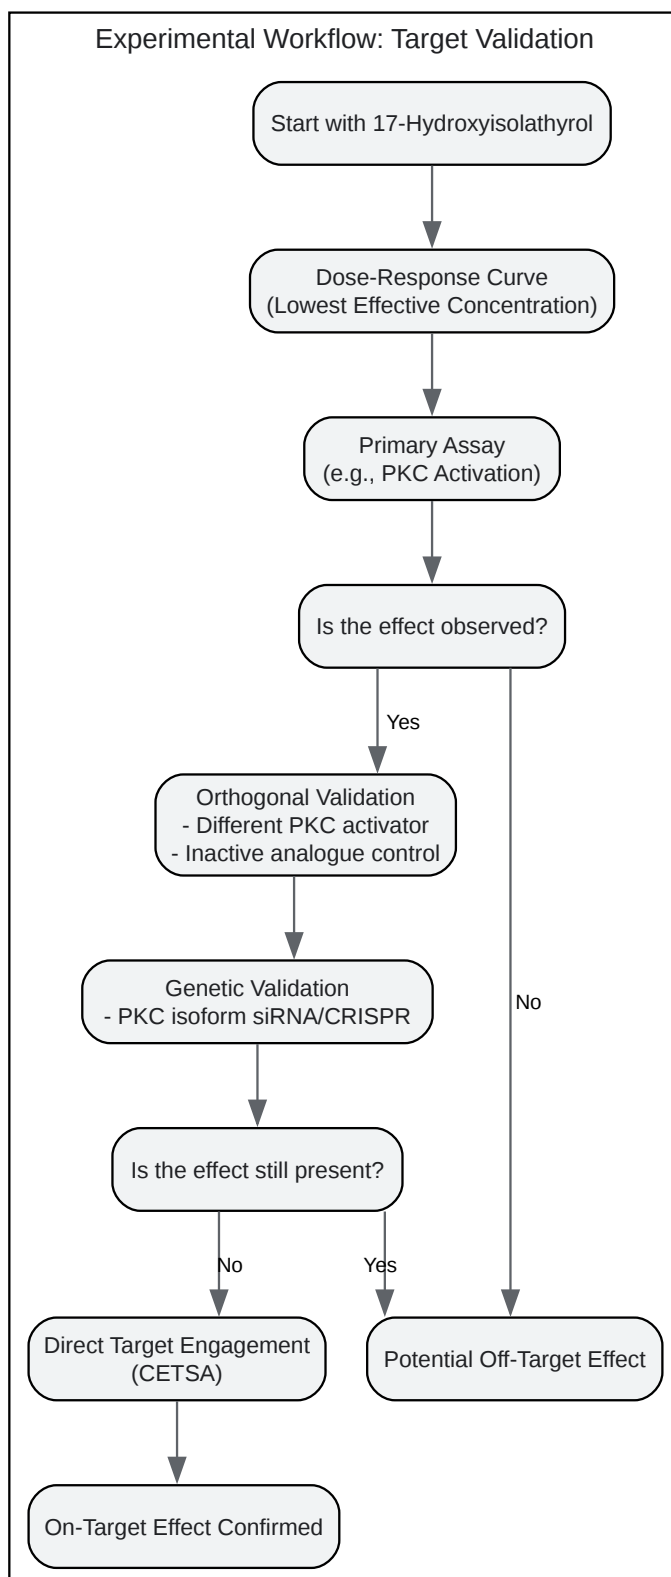 Experimental Workflow: Target Validation
Start with 17-Hydroxyisolathyrol
Dose-Response Curve
(Lowest Effective Concentration)
Primary Assay
(e.g., PKC Activation)
Is the effect observed?
Yes
Orthogonal Validation
- Different PKC activator
- Inactive analogue control
Genetic Validation
- PKC isoform siRNA/CRISPR
No
Is the effect still present?
No
Yes
Direct Target Engagement
(CETSA)
Potential Off-Target Effect
On-Target Effect Confirmed